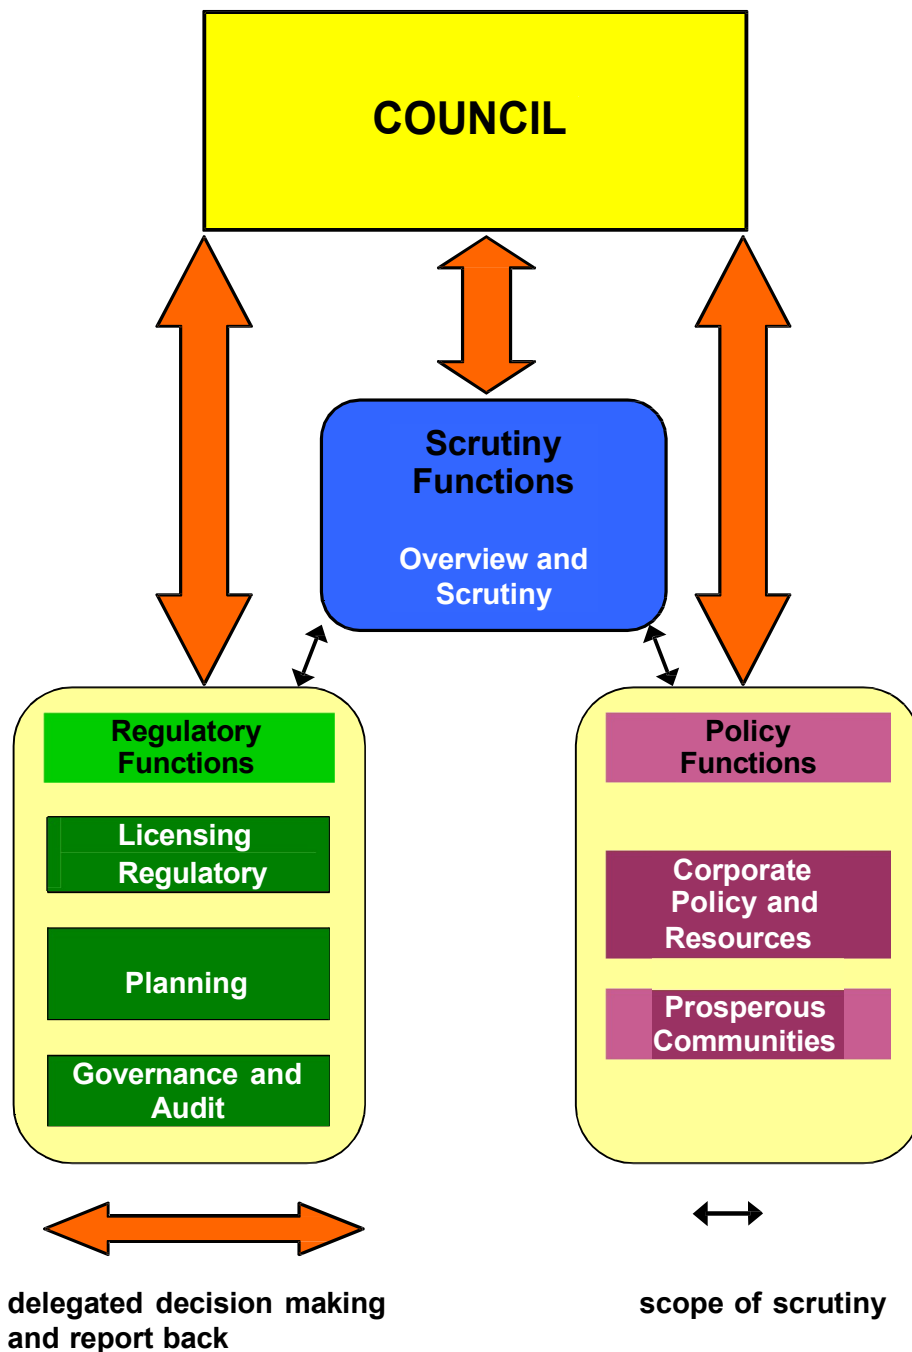 COUNCIL
Scrutiny
Functions
Overview and
Scrutiny
Regulatory
Functions
Licensing
Regulatory
Planning
Governance and
Audit
Policy
Functions
Corporate
Policy and
Resources
Prosperous
Communities
delegated decision making
and report back
scope of scrutiny